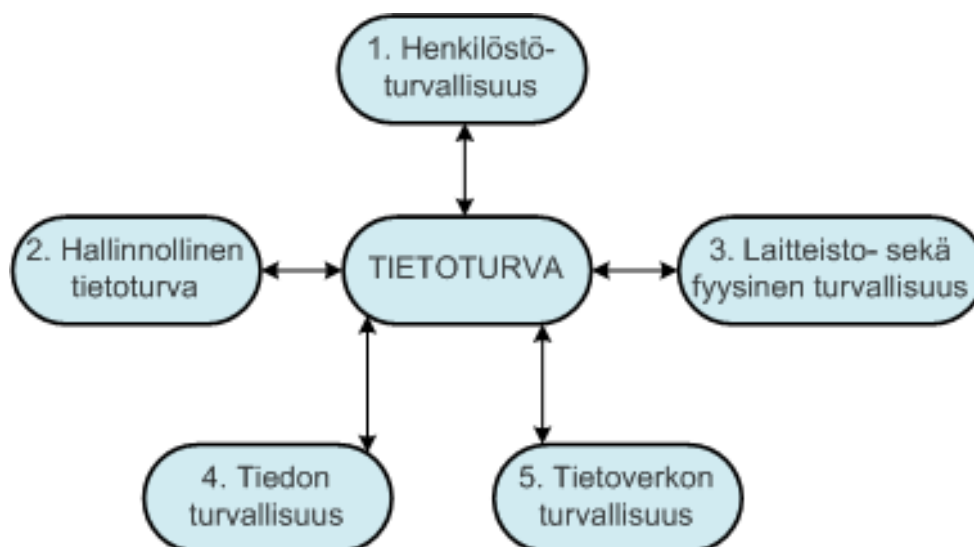 1. Henkilöstö-
turvallisuus
2. Hallinnollinen
tietoturva
TIETOTURVA
3. Laitteisto- sekä
fyysinen turvallisuus
4. Tiedon
turvallisuus
5. Tietoverkon
turvallisuus